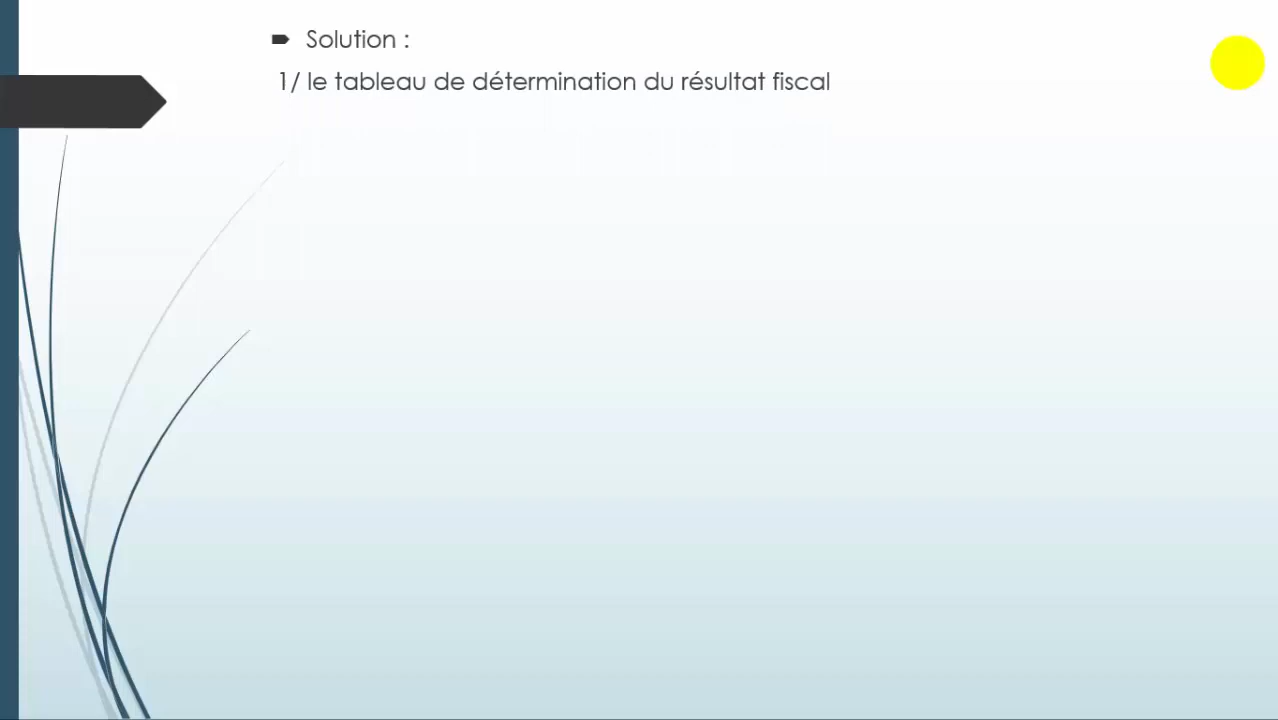 Solution :
1/ le tableau de détermination du résultat fiscal